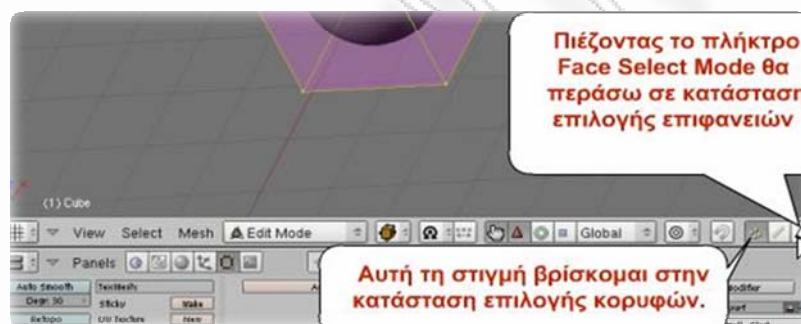 Πιέζοντας το πλήκτρο
Face Select Mode θα
περάσω σε κατάσταση
επιλογής επιφανειών
(1) Cube
View Select Mesh Edit Mode Global
Panels
Αυτή τη στιγμή βρίσκομαι στην
κατάσταση επιλογής κορυφών.
Auto Smooth TexMesh:
Degr: 30 Sticky Make
Retopo UV Texture New